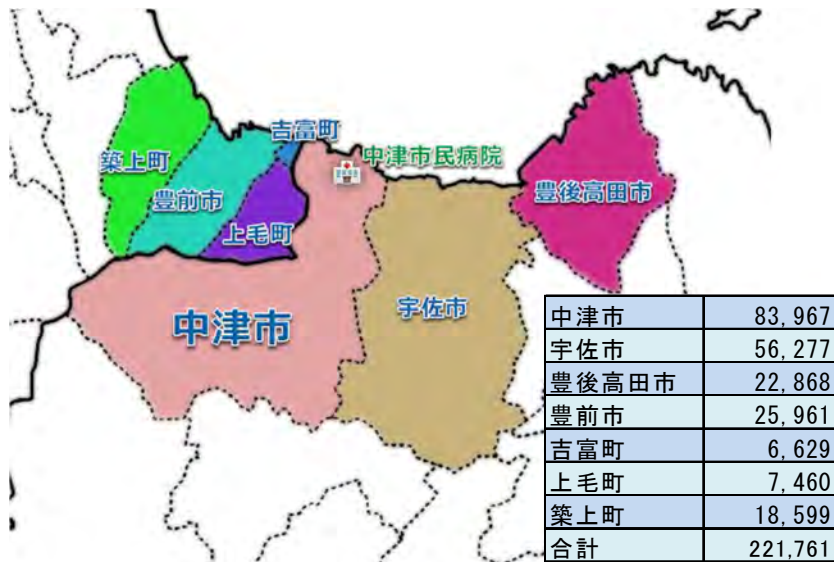 吉富町
築上町
中津市民病院
豊前市
豊後高田市
上毛町
中津市
宇佐市
中津市 83,967
宇佐市 56,277
豊後高田市 22,868
豊前市 25,961
吉富町 6,629
上毛町 7,460
築上町 18,599
合計 221,761